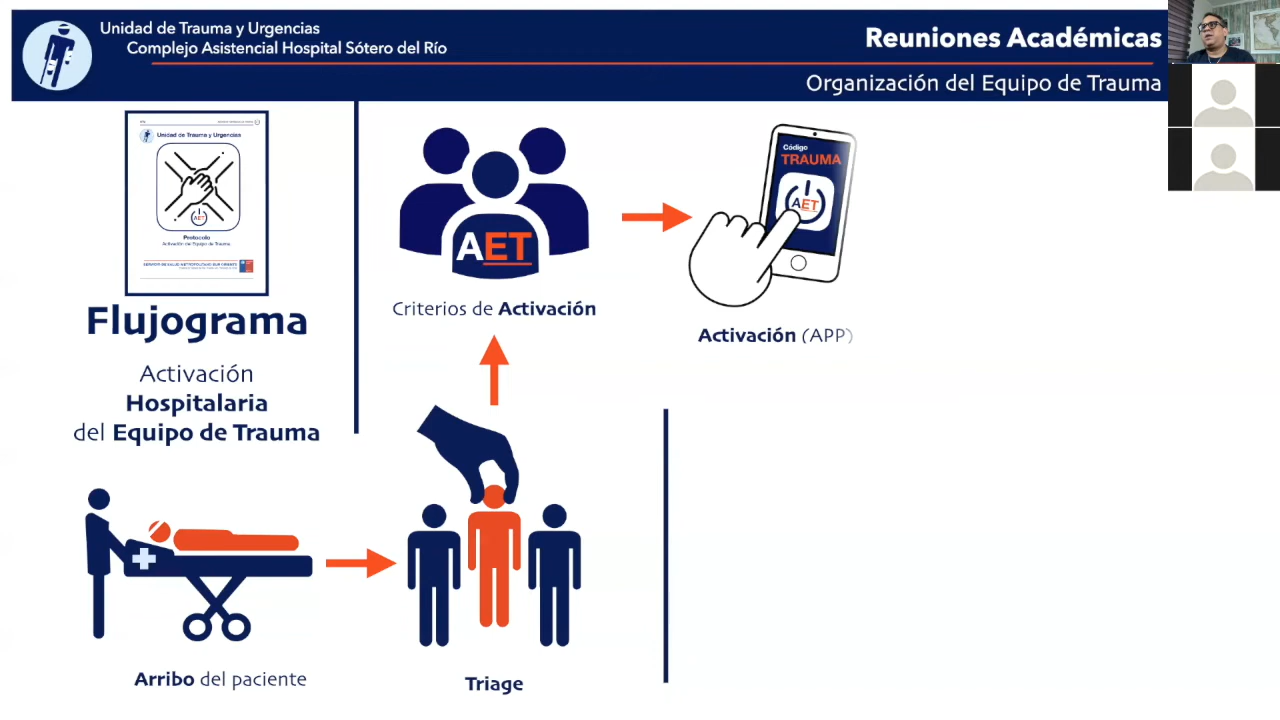 Unidad de Trauma y Urgencias
Complejo Asistencial Hospital Sótero del Río
Reuniones Académicas
Organización del Equipo de Trauma
Unidad de Trauma y Urgencias
AET
Protocolo
Activación del Equipo de Trauma
Flujograma
Activación
Hospitalaria
del Equipo de Trauma
AET
Criterios de Activación
Código
TRAUMA
AET
Activación (APP)
Arribo del paciente
Triage